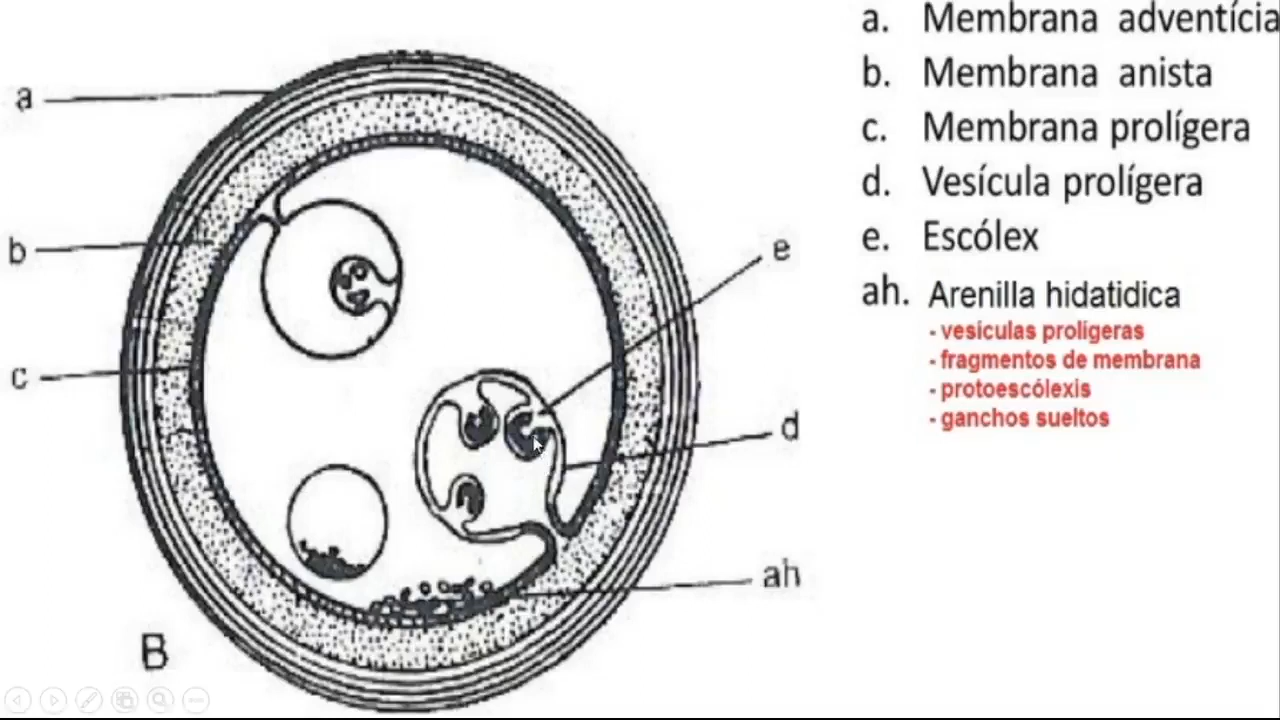 a. Membrana adventícia
b. Membrana anista
c. Membrana prolígera
d. Vesícula prolígera
e. Escólex
ah. Arenilla hidatidica
- vesiculas prolígeras
- fragmentos de membrana
- protoescólexis
- ganchos sueltos
a
b
c
e
d
ah
B